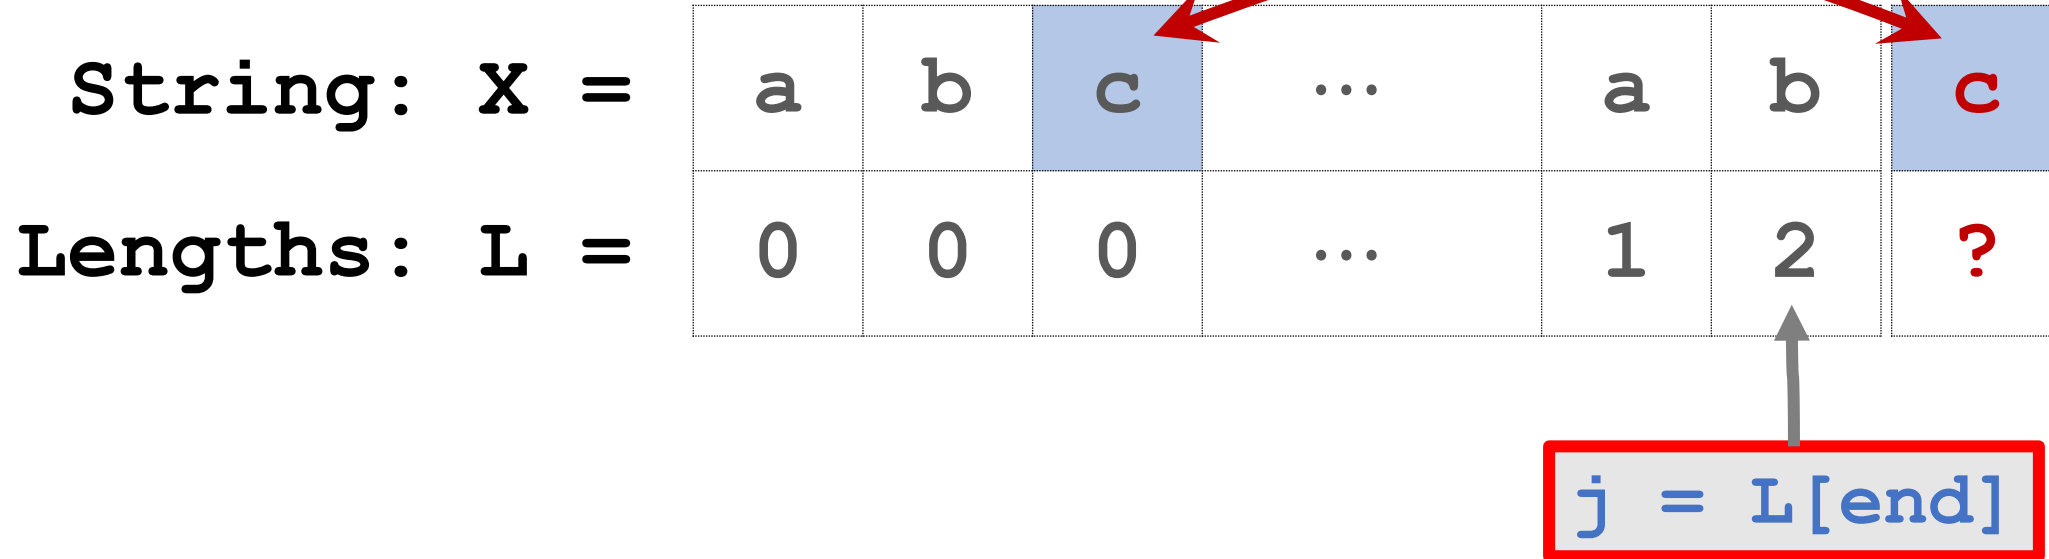 String: X = a b c ... a b c
Lengths: L = 0 0 0 ... 1 2 ?
j = L[end]